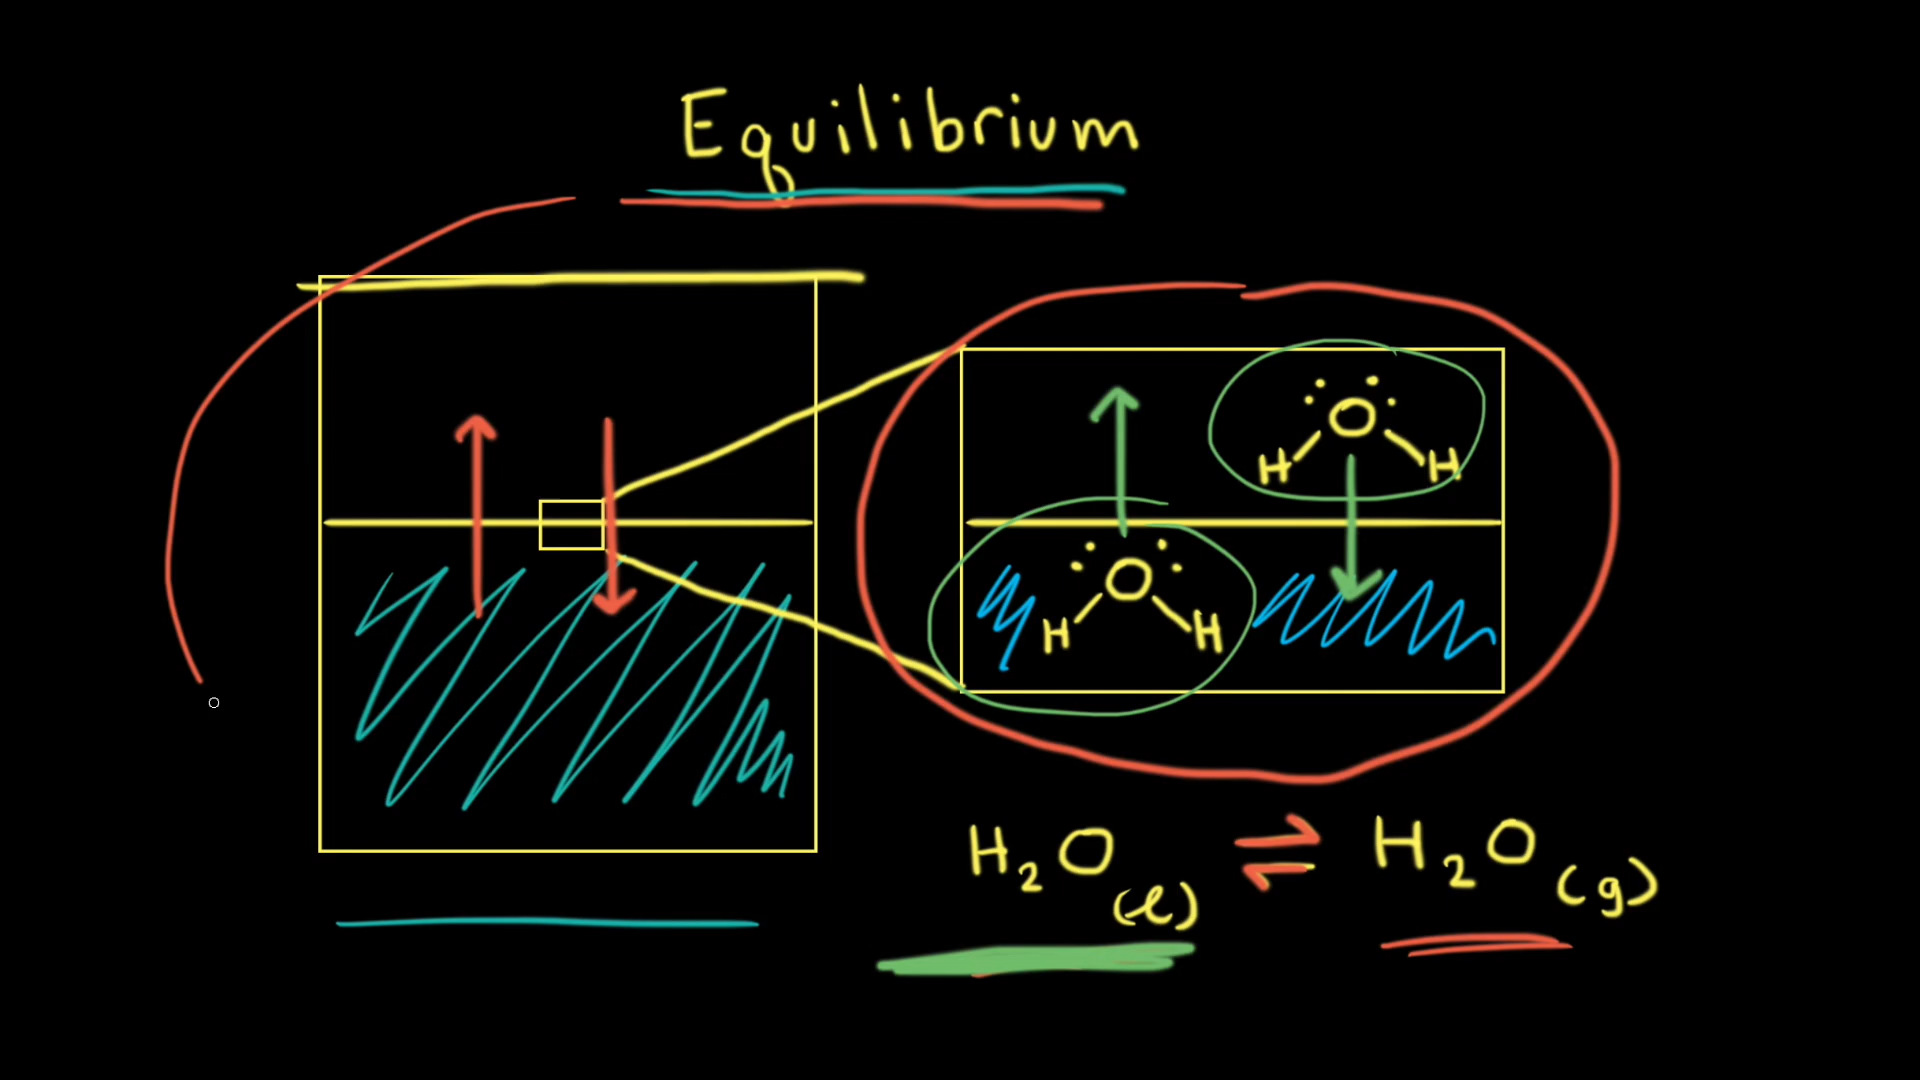 Equilibrium
O
H H
O
H H
H₂O(l) ⇌ H₂O(g)